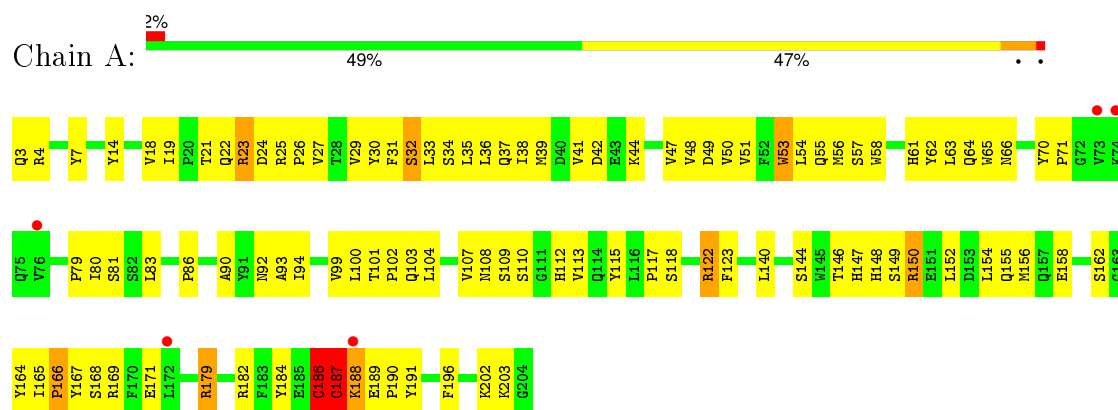 2%
Chain A:
49% 47% • •
Q3 R4 Y7 Y14 V18 I19 P20 T21 Q22 R23 D24 R25 P26 V27 T28 V29 Y30 F31 S32 L33 S34 L35 L36 Q37 I38 M39 D40 V41 D42 E43 K44 V47 V48 D49 V50 V51 F52 W53 L54 Q55 M56 S57 W58 H61 Y62 L63 Q64 W65 N66 Y70 P71 G72 V73 K74
Q75 V76 F79 I80 S81 S82 L83 P86 A90 Y91 N92 A93 I94 V99 L100 T101 P102 Q103 L104 V107 N108 S109 S110 G111 H112 V113 Q114 Y115 L116 P117 S118 R122 F123 L140 S144 W145 T146 H147 H148 S149 R150 E151 L152 D153 L154 Q155 M156 Q157 E158 S162 G163
Y164 I165 P166 Y167 S168 R169 F170 E171 L172 R179 R182 F183 Y184 E185 C186 C187 K188 E189 P190 Y191 F196 K202 K203 G204